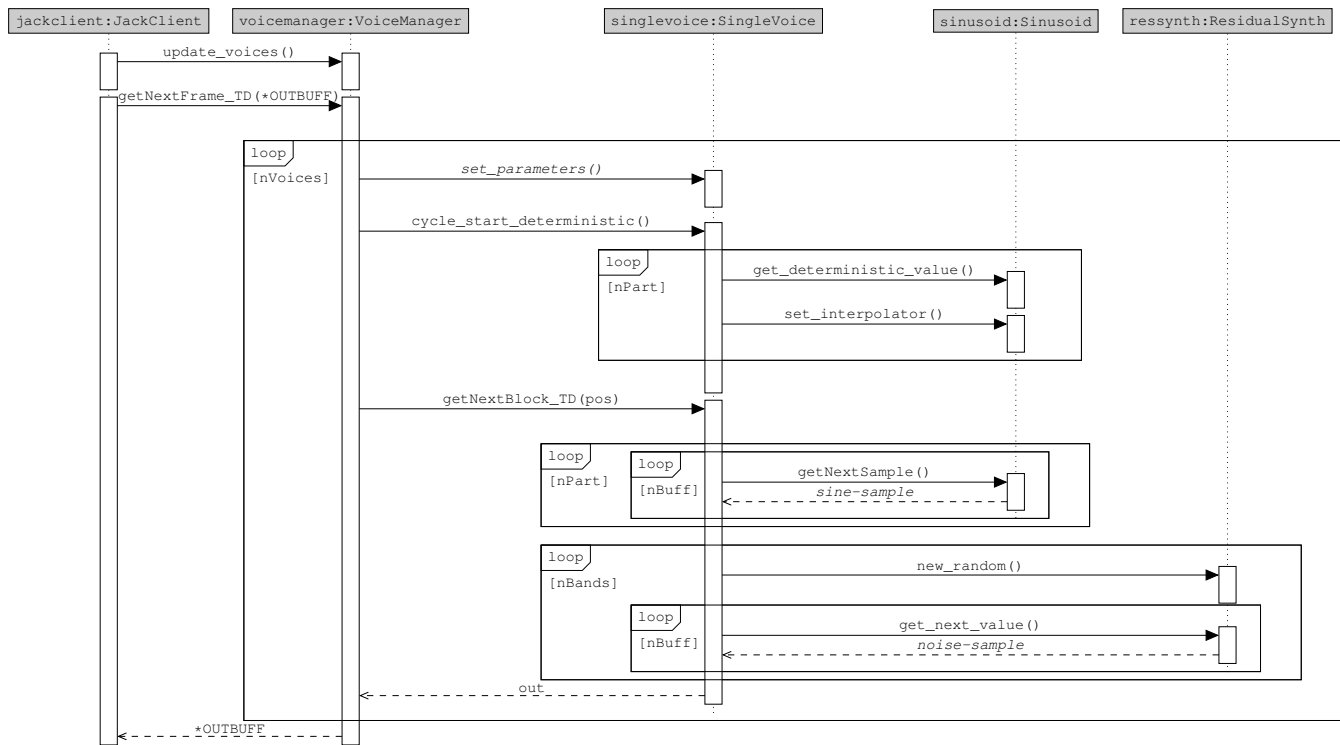 jackclient:JackClient
voicemanager:VoiceManager
singlevoice:SingleVoice
sinusoid:Sinusoid
ressynth:ResidualSynth
update_voices()
getNextFrame_TD(*OUTBUFF)
loop
[nVoices]
set_parameters()
cycle_start_deterministic()
loop
[nPart]
get_deterministic_value()
set_interpolator()
getNextBlock_TD(pos)
loop
[nPart]
loop
[nBuff]
getNextSample()
sine-sample
loop
[nBands]
new_random()
loop
[nBuff]
get_next_value()
noise-sample
out
*OUTBUFF